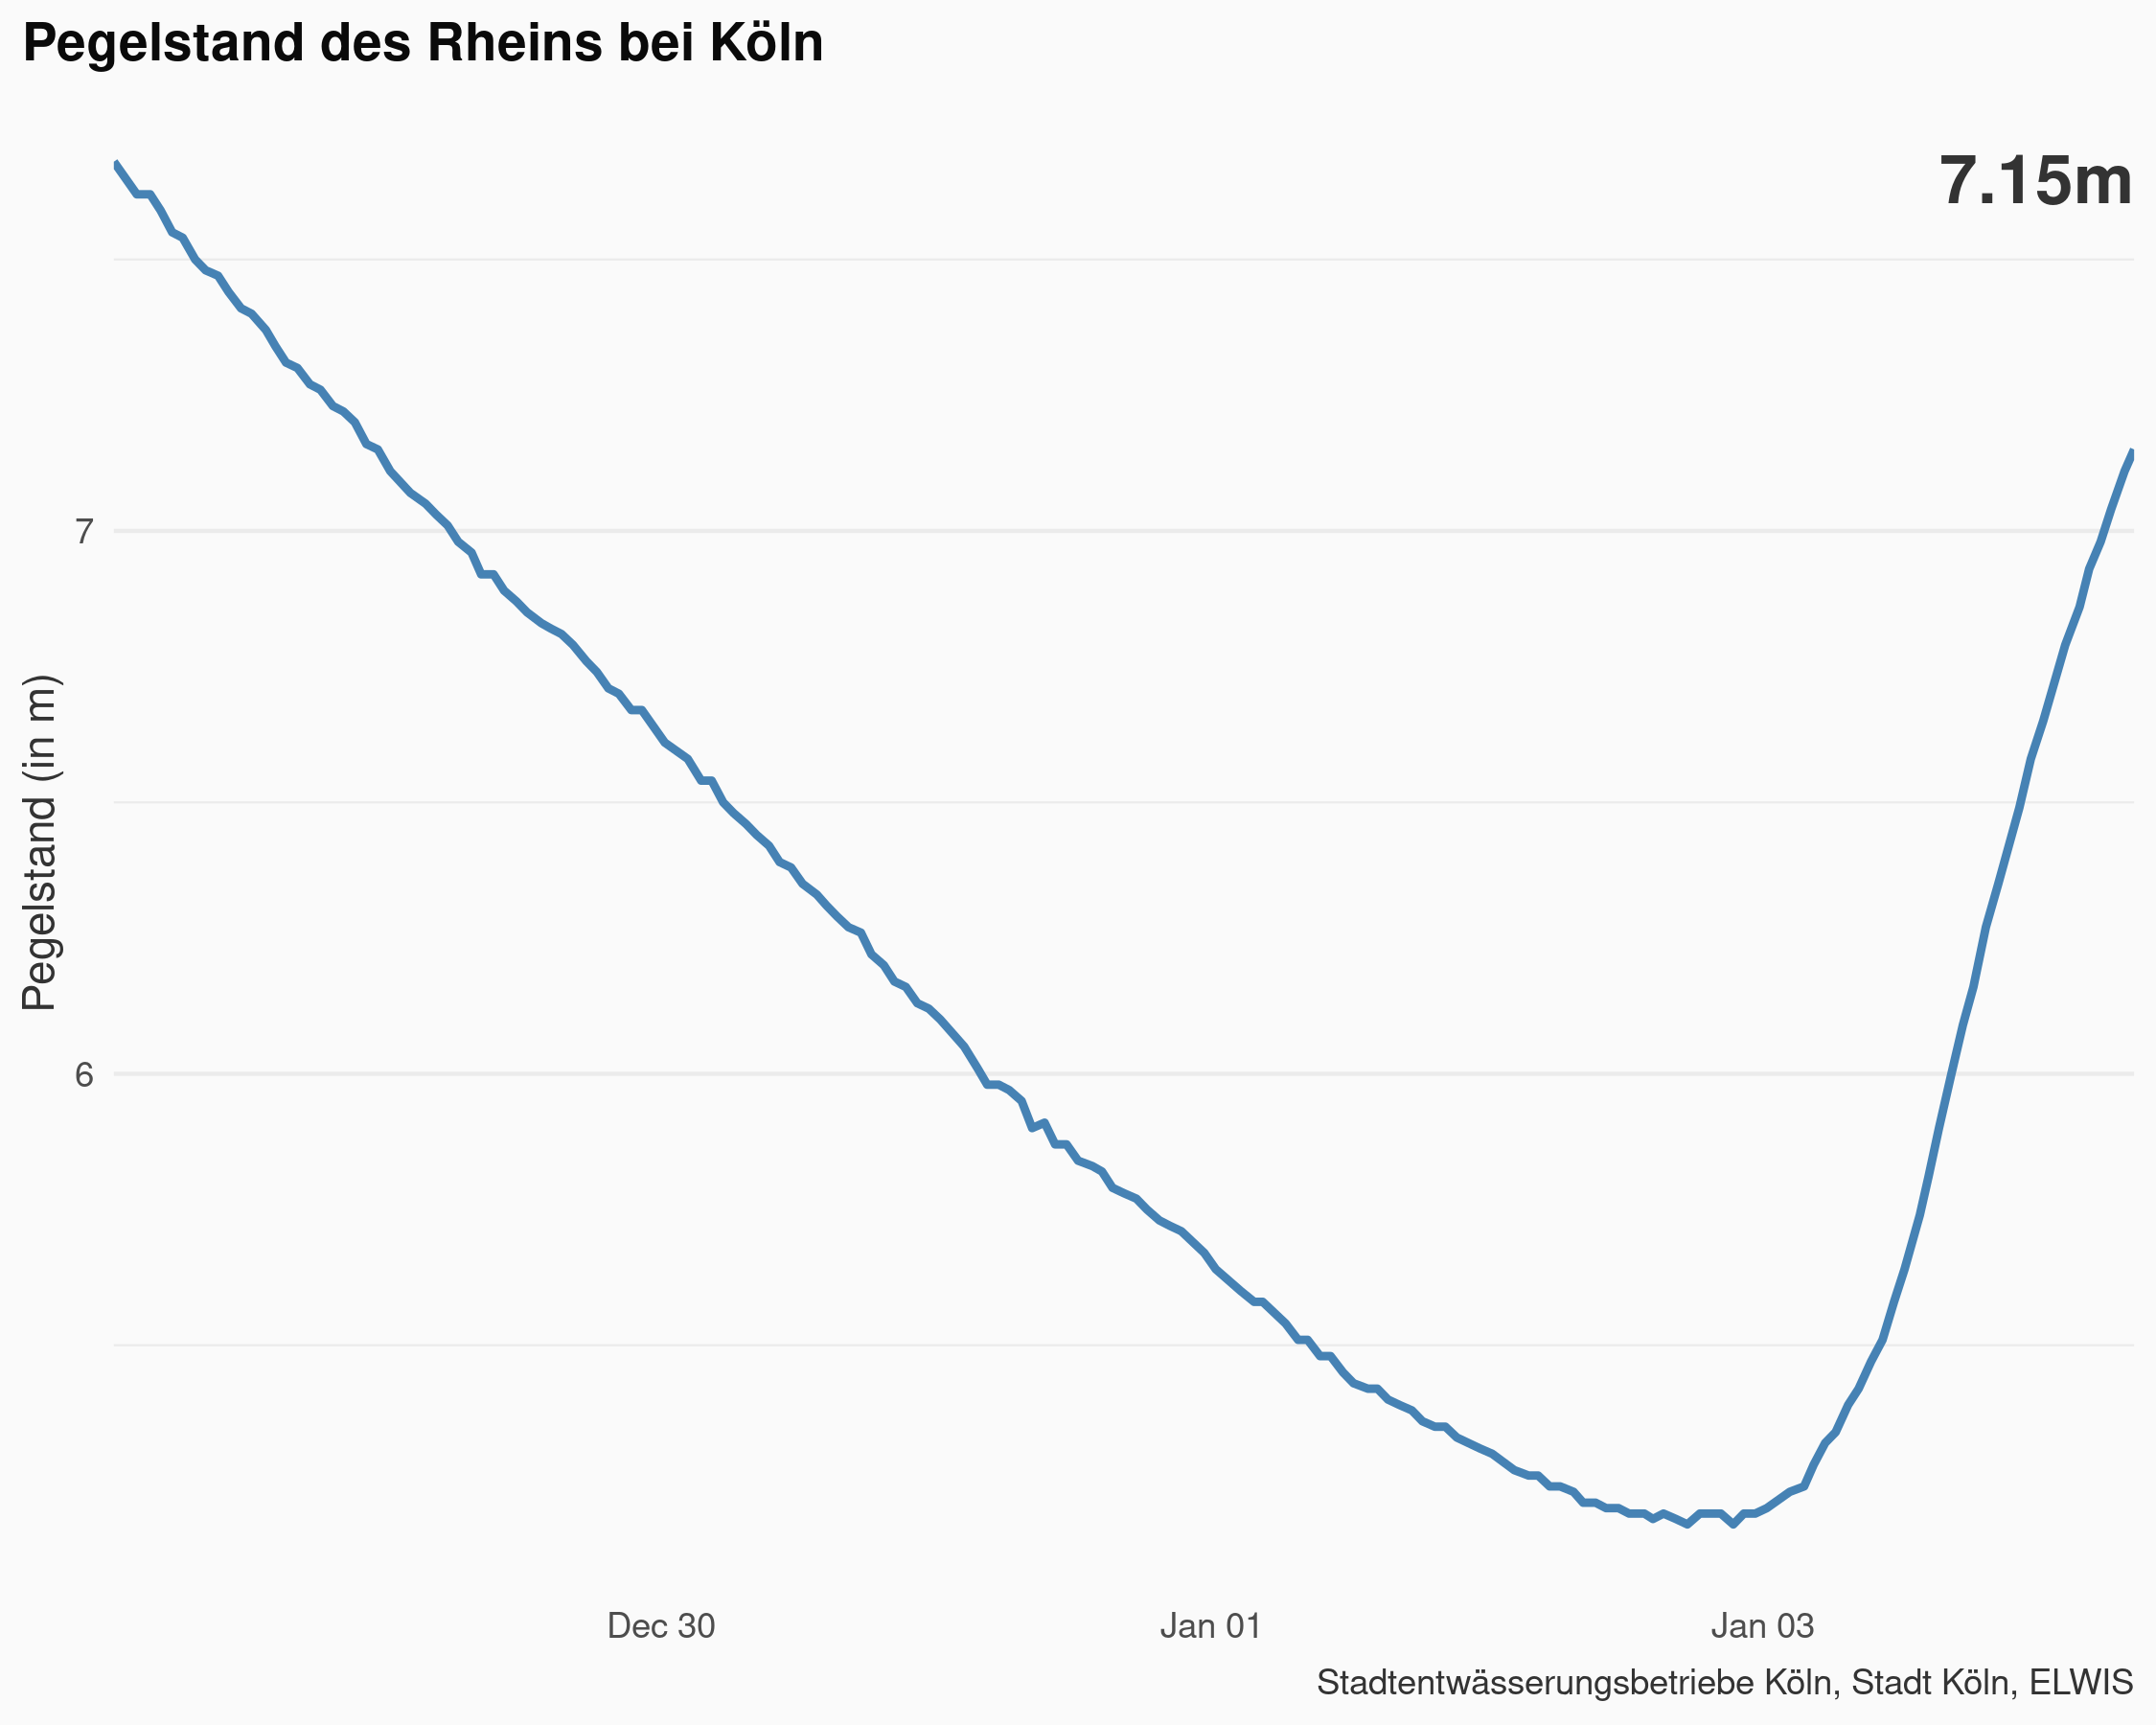 Pegelstand des Rheins bei Köln
7.15m
7
6
Pegelstand (in m)
Dec 30
Jan 01
Jan 03
Stadtentwässerungsbetriebe Köln, Stadt Köln, ELWIS